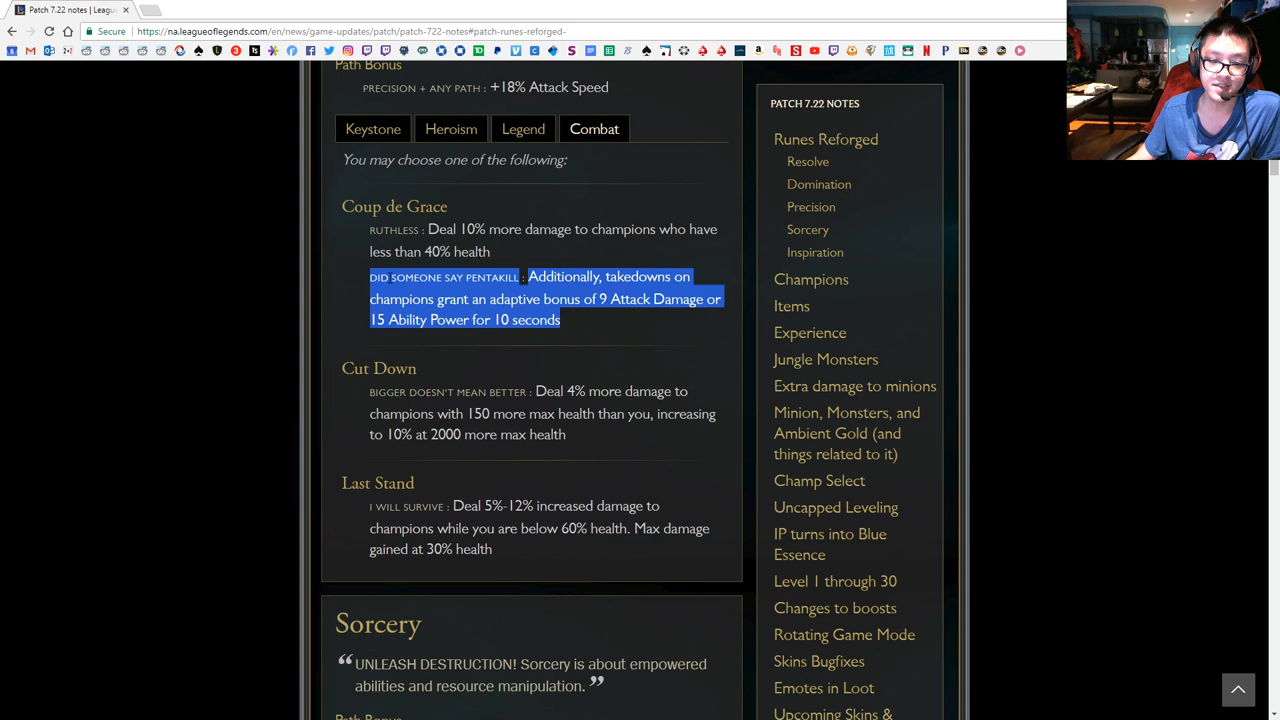 Patch 7.22 notes | Leagu
Secure
https://na.leagueoflegends.com/en/news/game-updates/patch/patch-722-notes#patch-runes-reforged-
Path Bonus
PRECISION + ANY PATH : +18% Attack Speed
Keystone
Heroism
Legend
Combat
You may choose one of the following:
Coup de Grace
RUTHLESS : Deal 10% more damage to champions who have
less than 40% health
DID SOMEONE SAY PENTAKILL : Additionally, takedowns on
champions grant an adaptive bonus of 9 Attack Damage or
15 Ability Power for 10 seconds
Cut Down
BIGGER DOESN'T MEAN BETTER : Deal 4% more damage to
champions with 150 more max health than you, increasing
to 10% at 2000 more max health
Last Stand
I WILL SURVIVE : Deal 5%-12% increased damage to
champions while you are below 60% health. Max damage
gained at 30% health
Sorcery
“ UNLEASH DESTRUCTION! Sorcery is about empowered
abilities and resource manipulation. ”
Path Bonus
PATCH 7.22 NOTES
Runes Reforged
Resolve
Domination
Precision
Sorcery
Inspiration
Champions
Items
Experience
Jungle Monsters
Extra damage to minions
Minion, Monsters, and
Ambient Gold (and
things related to it)
Champ Select
Uncapped Leveling
IP turns into Blue
Essence
Level 1 through 30
Changes to boosts
Rotating Game Mode
Skins Bugfixes
Emotes in Loot
Upcoming Skins &